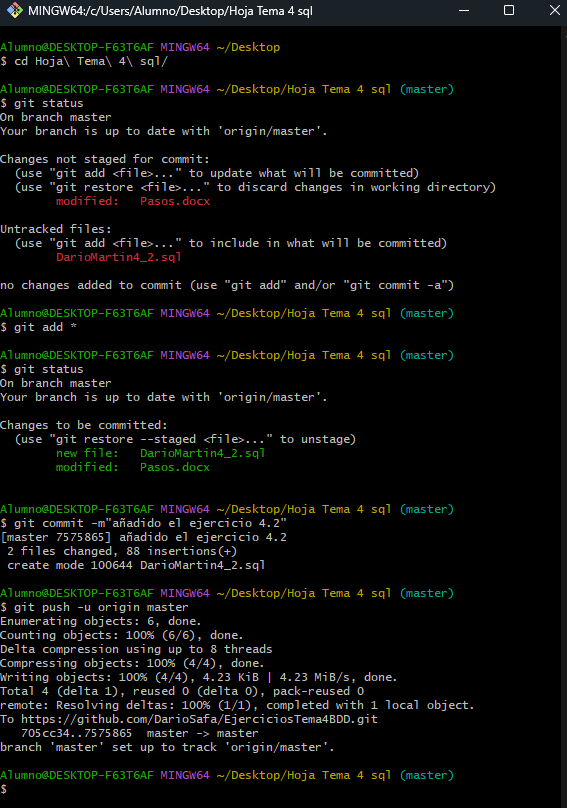 MINGW64:/c/Users/Alumno/Desktop/Hoja Tema 4 sql
Alumno@DESKTOP-F63T6AF MINGW64 ~/Desktop
$ cd Hoja\ Tema\ 4\ sql/
Alumno@DESKTOP-F63T6AF MINGW64 ~/Desktop/Hoja Tema 4 sql (master)
$ git status
On branch master
Your branch is up to date with 'origin/master'.
Changes not staged for commit:
(use "git add <file>..." to update what will be committed)
(use "git restore <file>..." to discard changes in working directory)
modified: Pasos.docx
Untracked files:
(use "git add <file>..." to include in what will be committed)
DarioMartin4_2.sql
no changes added to commit (use "git add" and/or "git commit -a")
Alumno@DESKTOP-F63T6AF MINGW64 ~/Desktop/Hoja Tema 4 sql (master)
$ git add *
Alumno@DESKTOP-F63T6AF MINGW64 ~/Desktop/Hoja Tema 4 sql (master)
$ git status
On branch master
Your branch is up to date with 'origin/master'.
Changes to be committed:
(use "git restore --staged <file>..." to unstage)
new file: DarioMartin4_2.sql
modified: Pasos.docx
Alumno@DESKTOP-F63T6AF MINGW64 ~/Desktop/Hoja Tema 4 sql (master)
$ git commit -m"añadido el ejercicio 4.2"
[master 7575865] añadido el ejercicio 4.2
2 files changed, 88 insertions(+)
create mode 100644 DarioMartin4_2.sql
Alumno@DESKTOP-F63T6AF MINGW64 ~/Desktop/Hoja Tema 4 sql (master)
$ git push -u origin master
Enumerating objects: 6, done.
Counting objects: 100% (6/6), done.
Delta compression using up to 8 threads
Compressing objects: 100% (4/4), done.
Writing objects: 100% (4/4), 4.23 KiB | 4.23 MiB/s, done.
Total 4 (delta 1), reused 0 (delta 0), pack-reused 0
remote: Resolving deltas: 100% (1/1), completed with 1 local object.
To https://github.com/DarioSafa/EjerciciosTema4BDD.git
705cc34..7575865 master -> master
branch 'master' set up to track 'origin/master'.
Alumno@DESKTOP-F63T6AF MINGW64 ~/Desktop/Hoja Tema 4 sql (master)
$